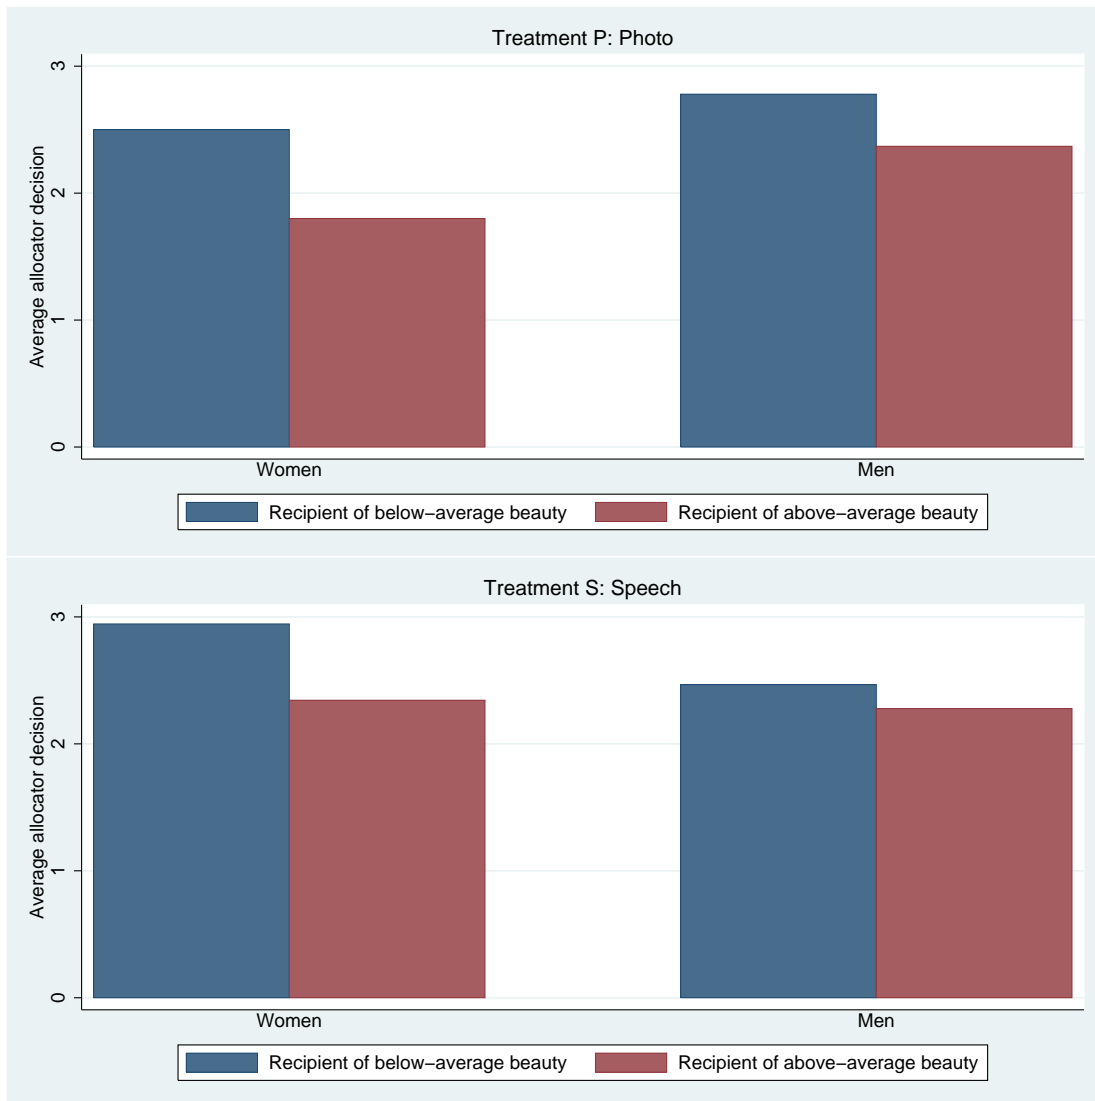 Treatment P: Photo
Average allocator decision
3
2
1
0
Women Men
Recipient of below−average beauty Recipient of above−average beauty
Treatment S: Speech
Average allocator decision
3
2
1
0
Women Men
Recipient of below−average beauty Recipient of above−average beauty